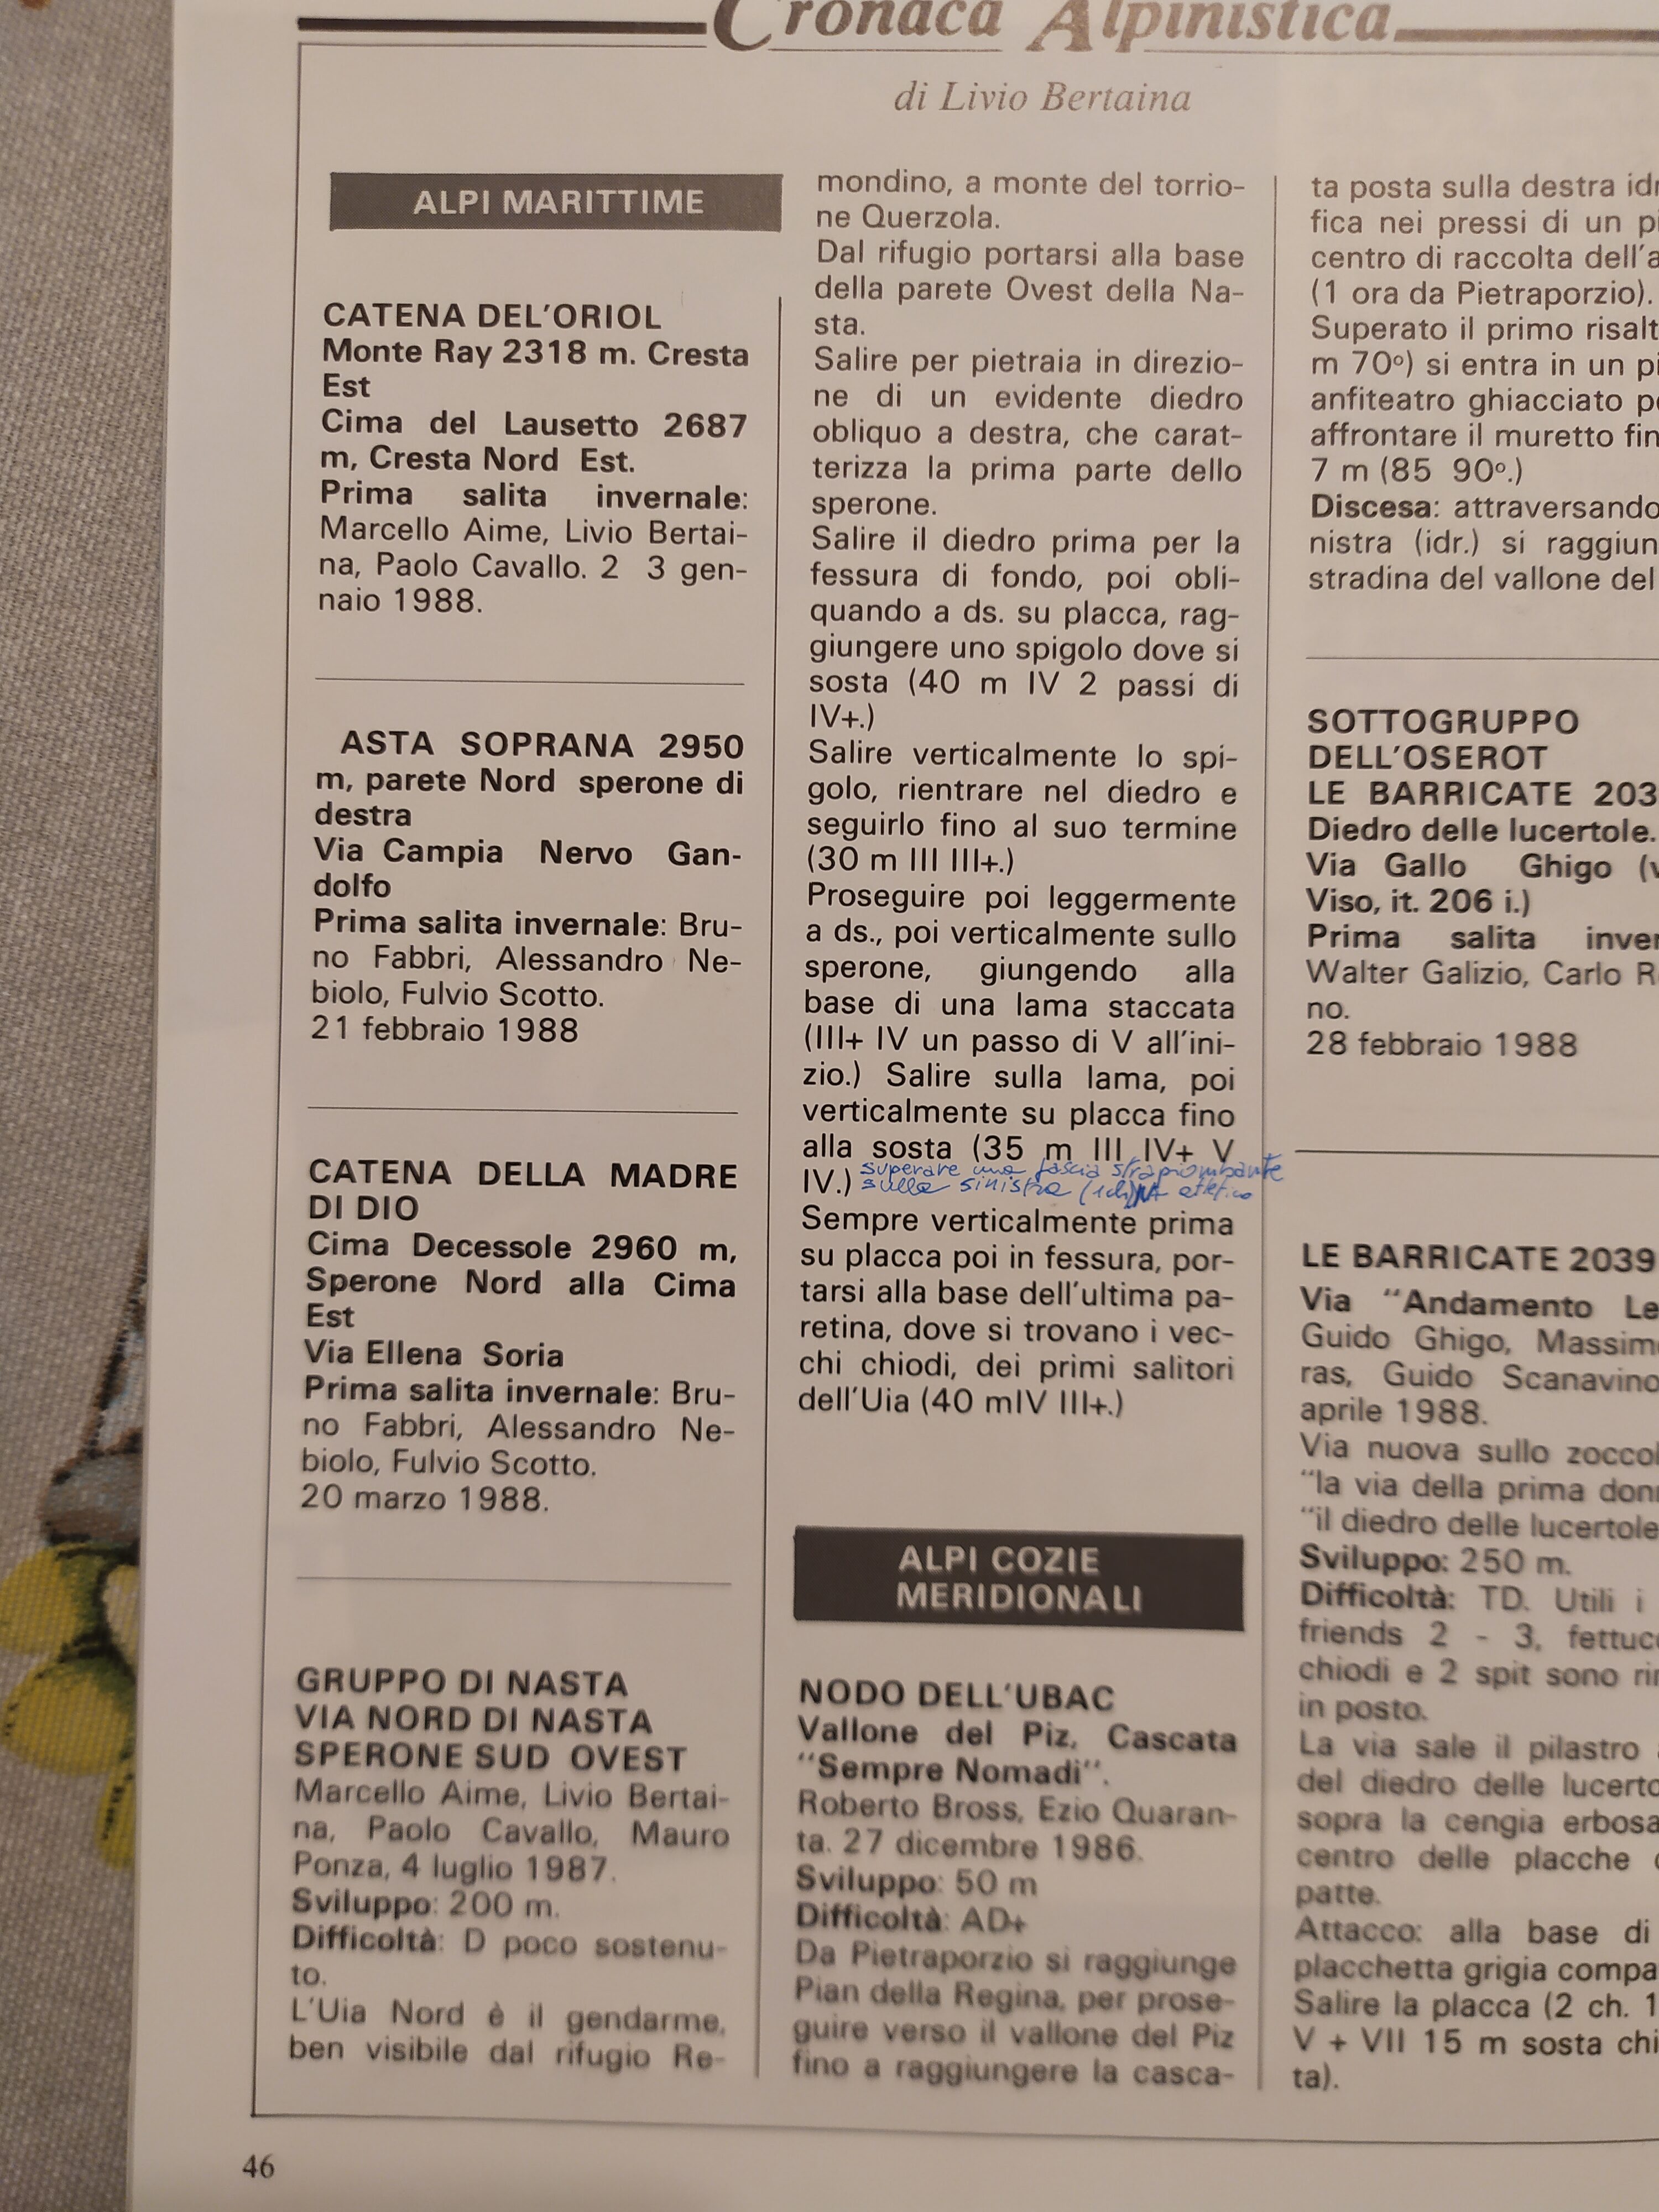 Cronaca Alpinistica
di Livio Bertaina
ALPI MARITTIME
CATENA DEL'ORIOL
Monte Ray 2318 m. Cresta
Est
Cima del Lausetto 2687
m, Cresta Nord Est.
Prima salita invernale:
Marcello Aime, Livio Bertai-
na, Paolo Cavallo. 2 3 gen-
naio 1988.
ASTA SOPRANA 2950
m, parete Nord sperone di
destra
Via Campia Nervo Gan-
dolfo
Prima salita invernale: Bru-
no Fabbri, Alessandro Ne-
biolo, Fulvio Scotto.
21 febbraio 1988
CATENA DELLA MADRE
DI DIO
Cima Decessole 2960 m,
Sperone Nord alla Cima
Est
Via Ellena Soria
Prima salita invernale: Bru-
no Fabbri, Alessandro Ne-
biolo, Fulvio Scotto.
20 marzo 1988.
GRUPPO DI NASTA
VIA NORD DI NASTA
SPERONE SUD OVEST
Marcello Aime, Livio Bertai-
na, Paolo Cavallo, Mauro
Ponza, 4 luglio 1987.
Sviluppo: 200 m.
Difficoltà: D poco sostenu-
to.
L'Uia Nord è il gendarme,
ben visibile dal rifugio Re-
mondino, a monte del torrio-
ne Querzola.
Dal rifugio portarsi alla base
della parete Ovest della Na-
sta.
Salire per pietraia in direzio-
ne di un evidente diedro
obliquo a destra, che carat-
terizza la prima parte dello
sperone.
Salire il diedro prima per la
fessura di fondo, poi obli-
quando a ds. su placca, rag-
giungere uno spigolo dove si
sosta (40 m IV 2 passi di
IV+.)
Salire verticalmente lo spi-
golo, rientrare nel diedro e
seguirlo fino al suo termine
(30 m III III+.)
Proseguire poi leggermente
a ds., poi verticalmente sullo
sperone, giungendo alla
base di una lama staccata
(III+ IV un passo di V all'ini-
zio.) Salire sulla lama, poi
verticalmente su placca fino
alla sosta (35 m III IV+ V
IV.)
superare una fascia strapiombante
sulla sinistra (1ch) atletico
Sempre verticalmente prima
su placca poi in fessura, por-
tarsi alla base dell'ultima pa-
retina, dove si trovano i vec-
chi chiodi, dei primi salitori
dell'Uia (40 mIV III+.)
ALPI COZIE
MERIDIONALI
NODO DELL'UBAC
Vallone del Piz, Cascata
"Sempre Nomadi".
Roberto Bross, Ezio Quaran-
ta. 27 dicembre 1986.
Sviluppo: 50 m
Difficoltà: AD+
Da Pietraporzio si raggiunge
Pian della Regina, per prose-
guire verso il vallone del Piz
fino a raggiungere la casca-
ta posta sulla destra idr
fica nei pressi di un pi
centro di raccolta dell'a
(1 ora da Pietraporzio).
Superato il primo risalt
m 70°) si entra in un pi
anfiteatro ghiacciato pe
affrontare il muretto fin
7 m (85 90°.)
Discesa: attraversando
nistra (idr.) si raggiun
stradina del vallone del
SOTTOGRUPPO
DELL'OSEROT
LE BARRICATE 203
Diedro delle lucertole.
Via Gallo Ghigo (v
Viso, it. 206 i.)
Prima salita inver
Walter Galizio, Carlo R
no.
28 febbraio 1988
LE BARRICATE 2039
Via "Andamento Le
Guido Ghigo, Massimo
ras, Guido Scanavino
aprile 1988.
Via nuova sullo zoccol
"la via della prima donn
"il diedro delle lucertole
Sviluppo: 250 m.
Difficoltà: TD. Utili i
friends 2 - 3, fettucc
chiodi e 2 spit sono rim
in posto.
La via sale il pilastro
del diedro delle lucerto
sopra la cengia erbosa
centro delle placche
patte.
Attacco: alla base di
placchetta grigia compa
Salire la placca (2 ch. 1
V + VII 15 m sosta chi
ta).
46